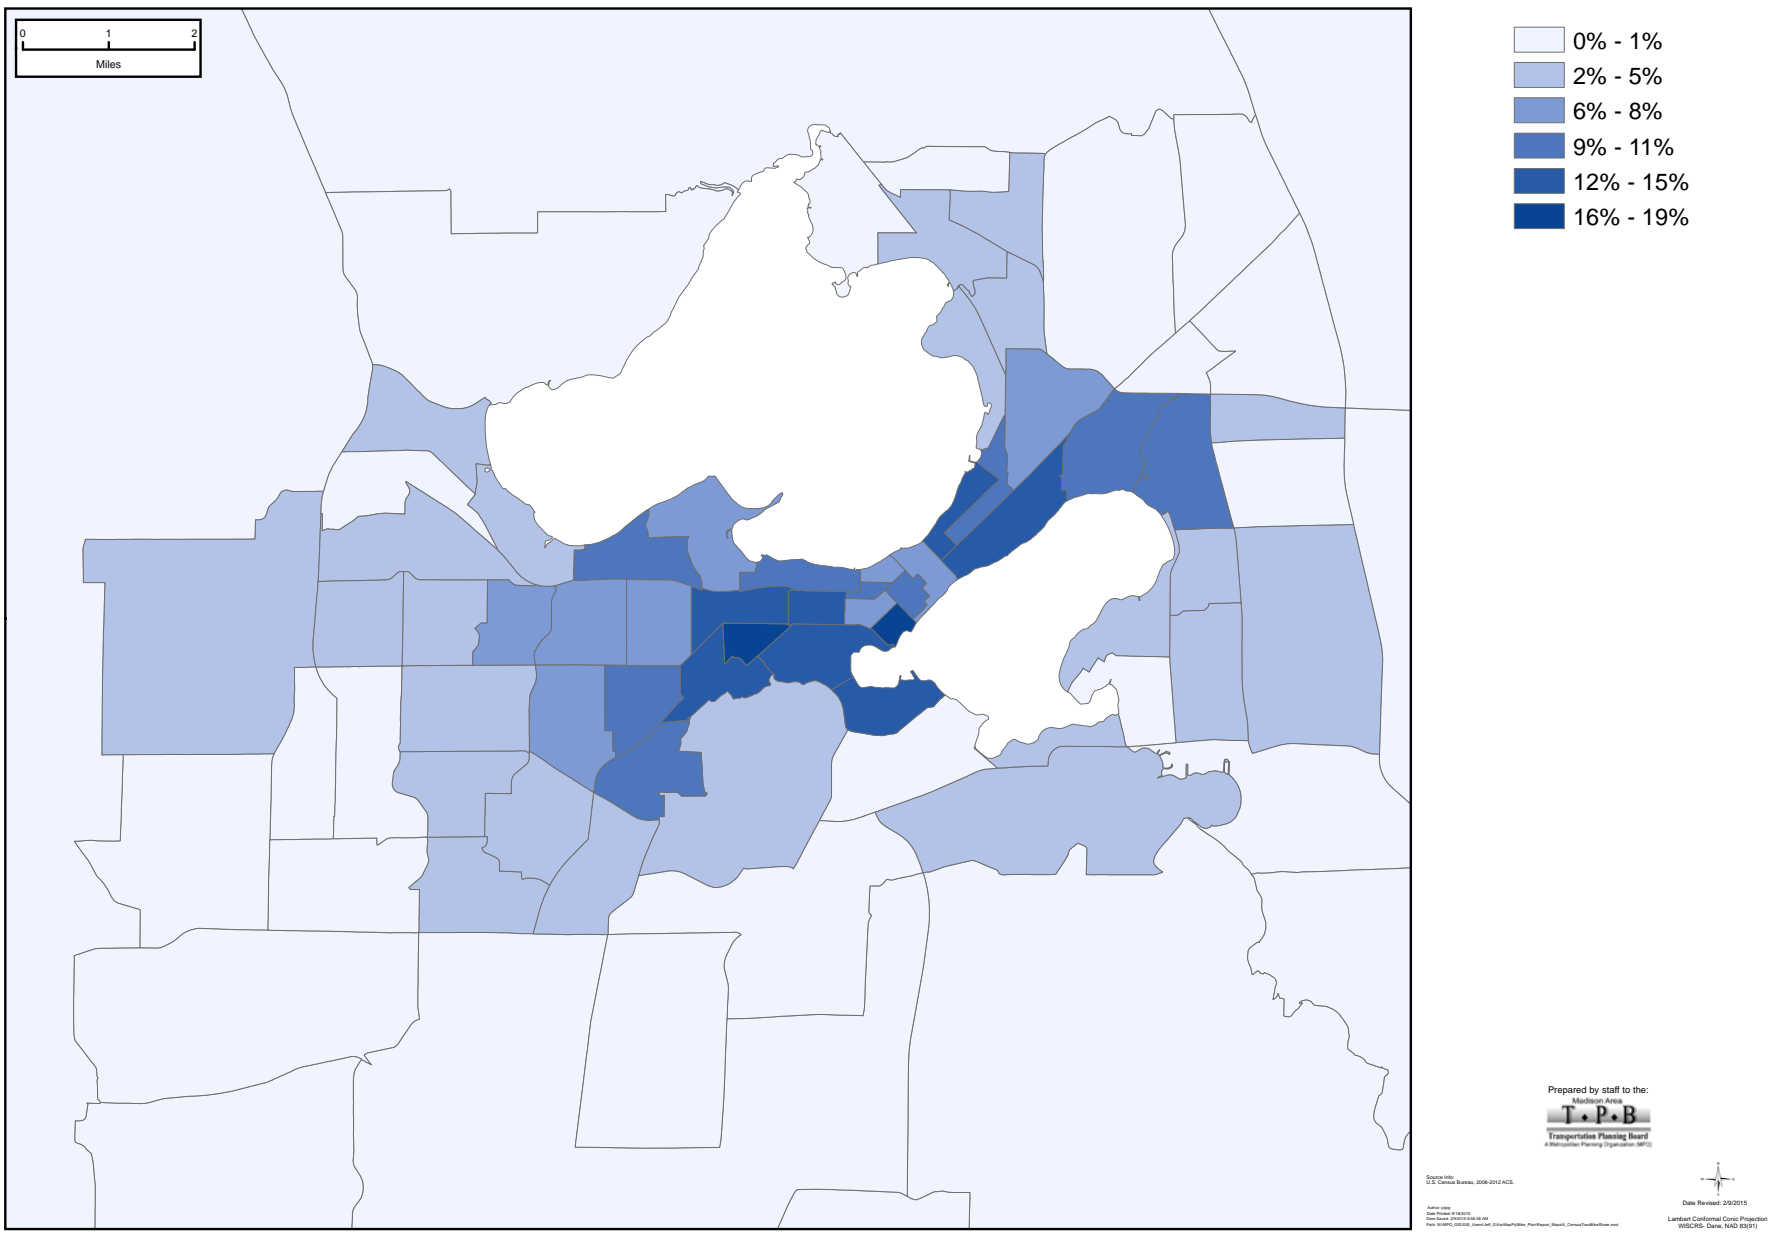 0 1 2
Miles
0% - 1%
2% - 5%
6% - 8%
9% - 11%
12% - 15%
16% - 19%
Prepared by staff to the:
Madison Area
T P B
Transportation Planning Board
A Metropolitan Planning Organization (MPO)
Source Info:
U.S. Census Bureau, 2008-2012 ACS.
Date Revised: 2/9/2015
Lambert Conformal Conic Projection
WISCRS- Dane, NAD 83(91)